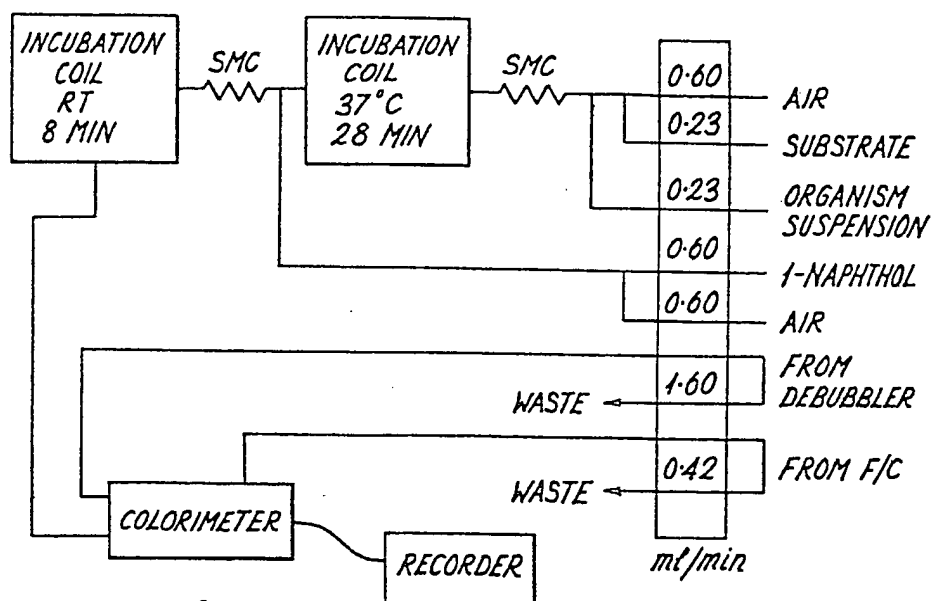 INCUBATION
COIL
RT
8 MIN
SMC
INCUBATION
COIL
37°C
28 MIN
SMC
0·60
AIR
0·23
SUBSTRATE
0·23
ORGANISM
SUSPENSION
0·60
1-NAPHTHOL
0·60
AIR
FROM
DEBUBBLER
1·60
WASTE
FROM F/C
0·42
WASTE
COLORIMETER
RECORDER
ml/min